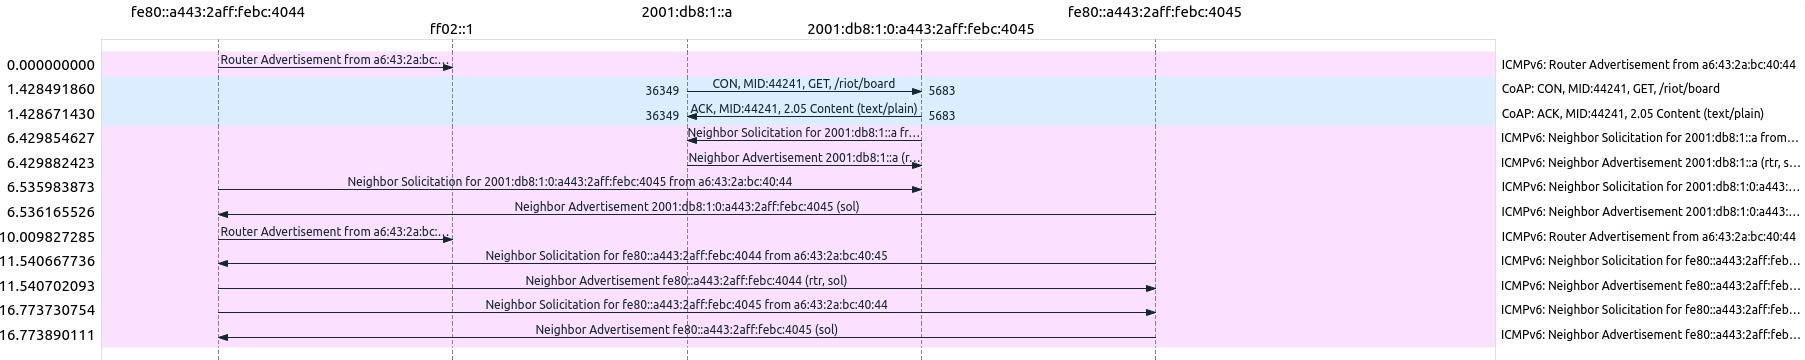 fe80::a443:2aff:febc:4044 2001:db8:1::a fe80::a443:2aff:febc:4045
ff02::1 2001:db8:1:0:a443:2aff:febc:4045
0.000000000 Router Advertisement from a6:43:2a:bc:... ICMPv6: Router Advertisement from a6:43:2a:bc:40:44
1.428491860 36349 CON, MID:44241, GET, /riot/board 5683 CoAP: CON, MID:44241, GET, /riot/board
1.428671430 36349 ACK, MID:44241, 2.05 Content (text/plain) 5683 CoAP: ACK, MID:44241, 2.05 Content (text/plain)
6.429854627 Neighbor Solicitation for 2001:db8:1::a fr... ICMPv6: Neighbor Solicitation for 2001:db8:1::a from...
6.429882423 Neighbor Advertisement 2001:db8:1::a (r... ICMPv6: Neighbor Advertisement 2001:db8:1::a (rtr, s...
6.535983873 Neighbor Solicitation for 2001:db8:1:0:a443:2aff:febc:4045 from a6:43:2a:bc:40:44 ICMPv6: Neighbor Solicitation for 2001:db8:1:0:a443:...
6.536165526 Neighbor Advertisement 2001:db8:1:0:a443:2aff:febc:4045 (sol) ICMPv6: Neighbor Advertisement 2001:db8:1:0:a443:...
10.009827285 Router Advertisement from a6:43:2a:bc:... ICMPv6: Router Advertisement from a6:43:2a:bc:40:44
11.540667736 Neighbor Solicitation for fe80::a443:2aff:febc:4044 from a6:43:2a:bc:40:45 ICMPv6: Neighbor Solicitation for fe80::a443:2aff:feb...
11.540702093 Neighbor Advertisement fe80::a443:2aff:febc:4044 (rtr, sol) ICMPv6: Neighbor Advertisement fe80::a443:2aff:feb...
16.773730754 Neighbor Solicitation for fe80::a443:2aff:febc:4045 from a6:43:2a:bc:40:44 ICMPv6: Neighbor Solicitation for fe80::a443:2aff:feb...
16.773890111 Neighbor Advertisement fe80::a443:2aff:febc:4045 (sol) ICMPv6: Neighbor Advertisement fe80::a443:2aff:feb...